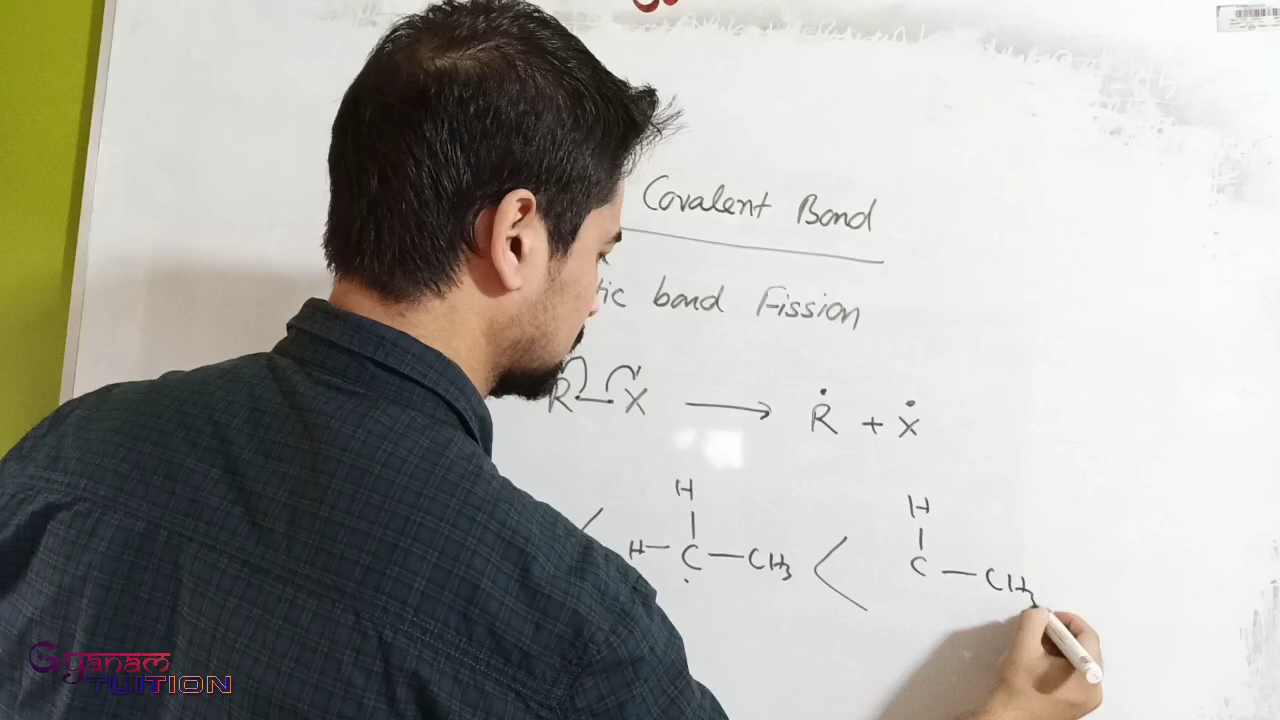 Covalent Bond
tic bond Fission
R — X → Ṙ + Ẋ
H H
H — C — CH₃ < C — CH₃
Gyanam
TUITION